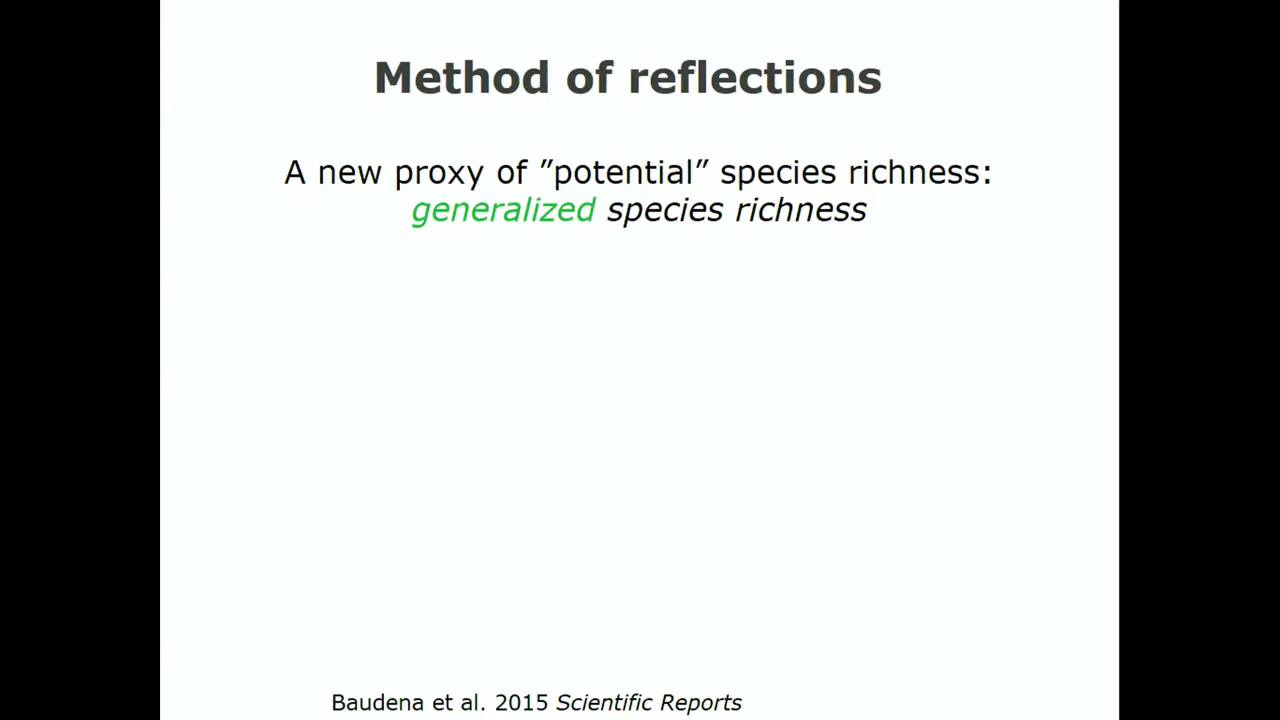 Method of reflections
A new proxy of ”potential” species richness:
generalized species richness
Baudena et al. 2015 Scientific Reports